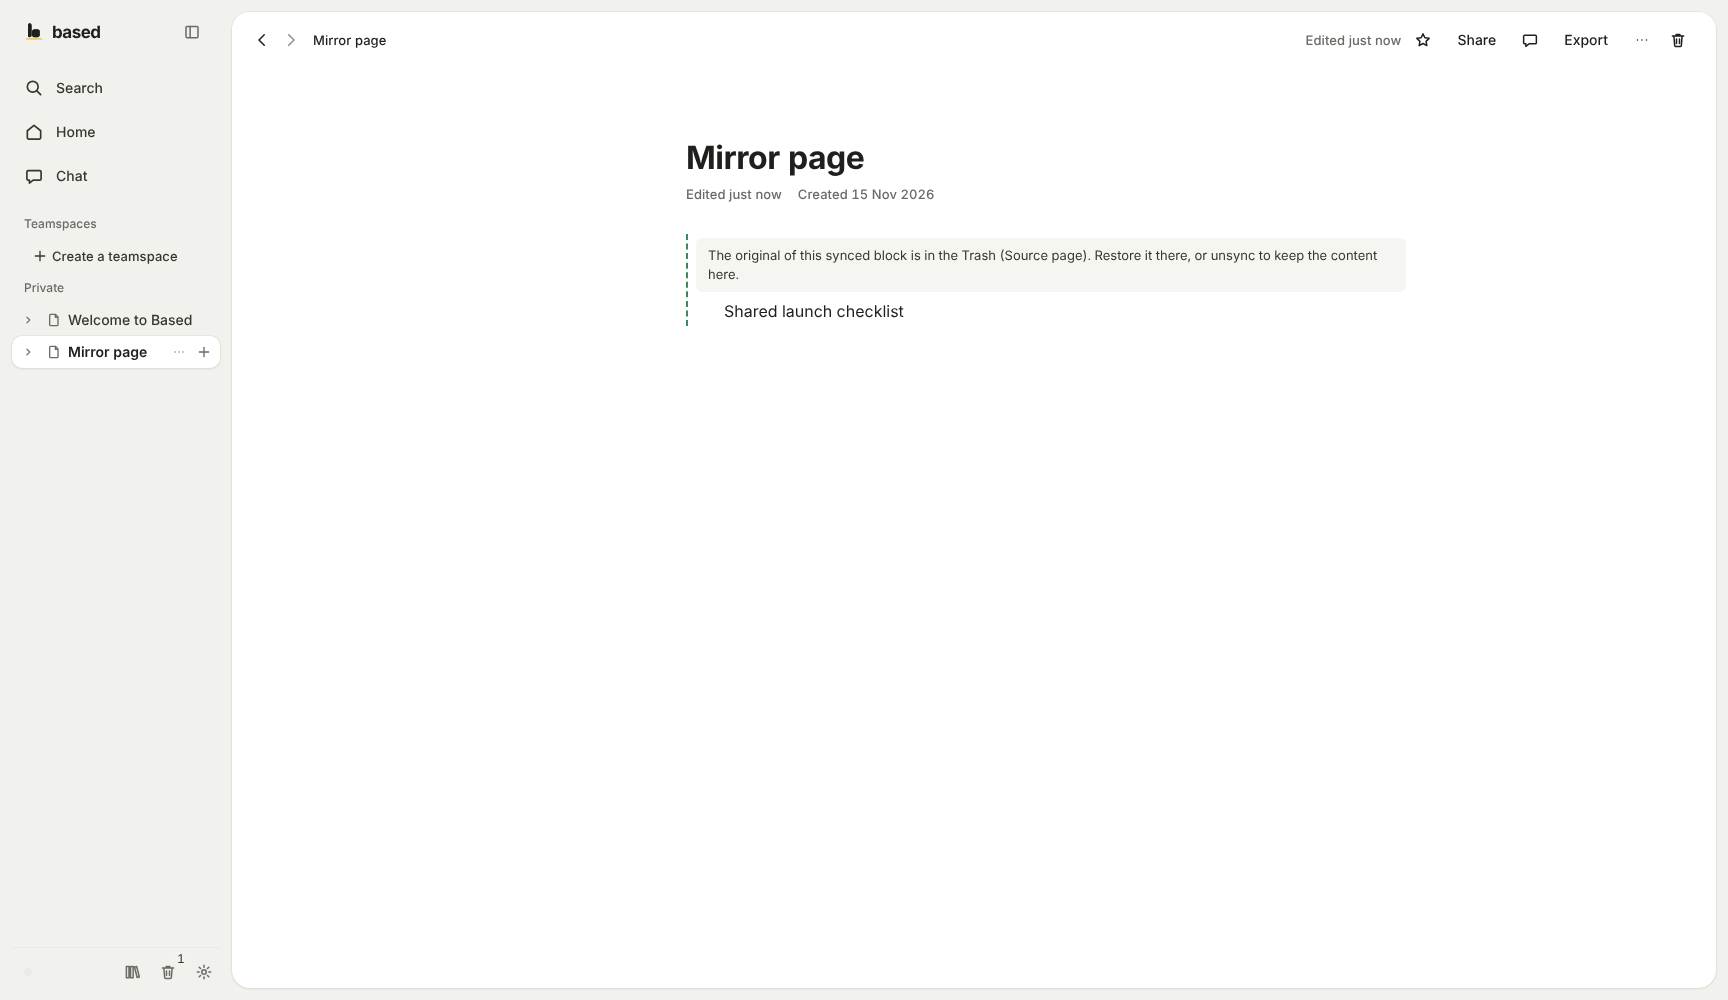 based
Search
Home
Chat
Teamspaces
Create a teamspace
Private
Welcome to Based
Mirror page
1
Mirror page
Edited just now
Share
Export
Mirror page
Edited just now Created 15 Nov 2026
The original of this synced block is in the Trash (Source page). Restore it there, or unsync to keep the content
here.
Shared launch checklist